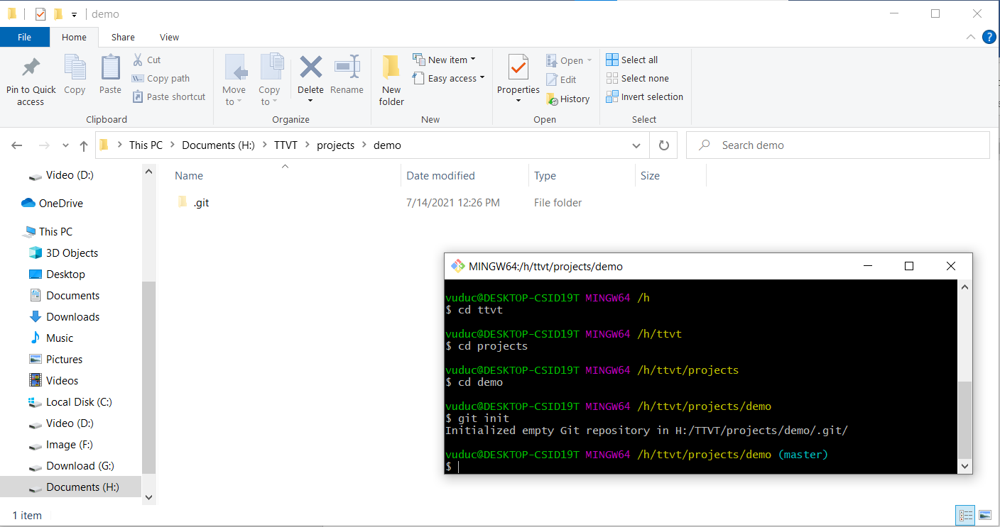 demo
File Home Share View
Pin to Quick access
Copy
Paste
Cut
Copy path
Paste shortcut
Clipboard
Move to
Copy to
Delete
Rename
Organize
New folder
New item
Easy access
New
Properties
Open
Edit
History
Open
Select all
Select none
Invert selection
Select
This PC > Documents (H:) > TTVT > projects > demo
Search demo
Name Date modified Type Size
.git 7/14/2021 12:26 PM File folder
Video (D:)
OneDrive
This PC
3D Objects
Desktop
Documents
Downloads
Music
Pictures
Videos
Local Disk (C:)
Video (D:)
Image (F:)
Download (G:)
Documents (H:)
1 item
MINGW64:/h/ttvt/projects/demo
vuduc@DESKTOP-CSID19T MINGW64 /h
$ cd ttvt
vuduc@DESKTOP-CSID19T MINGW64 /h/ttvt
$ cd projects
vuduc@DESKTOP-CSID19T MINGW64 /h/ttvt/projects
$ cd demo
vuduc@DESKTOP-CSID19T MINGW64 /h/ttvt/projects/demo
$ git init
Initialized empty Git repository in H:/TTVT/projects/demo/.git/
vuduc@DESKTOP-CSID19T MINGW64 /h/ttvt/projects/demo (master)
$